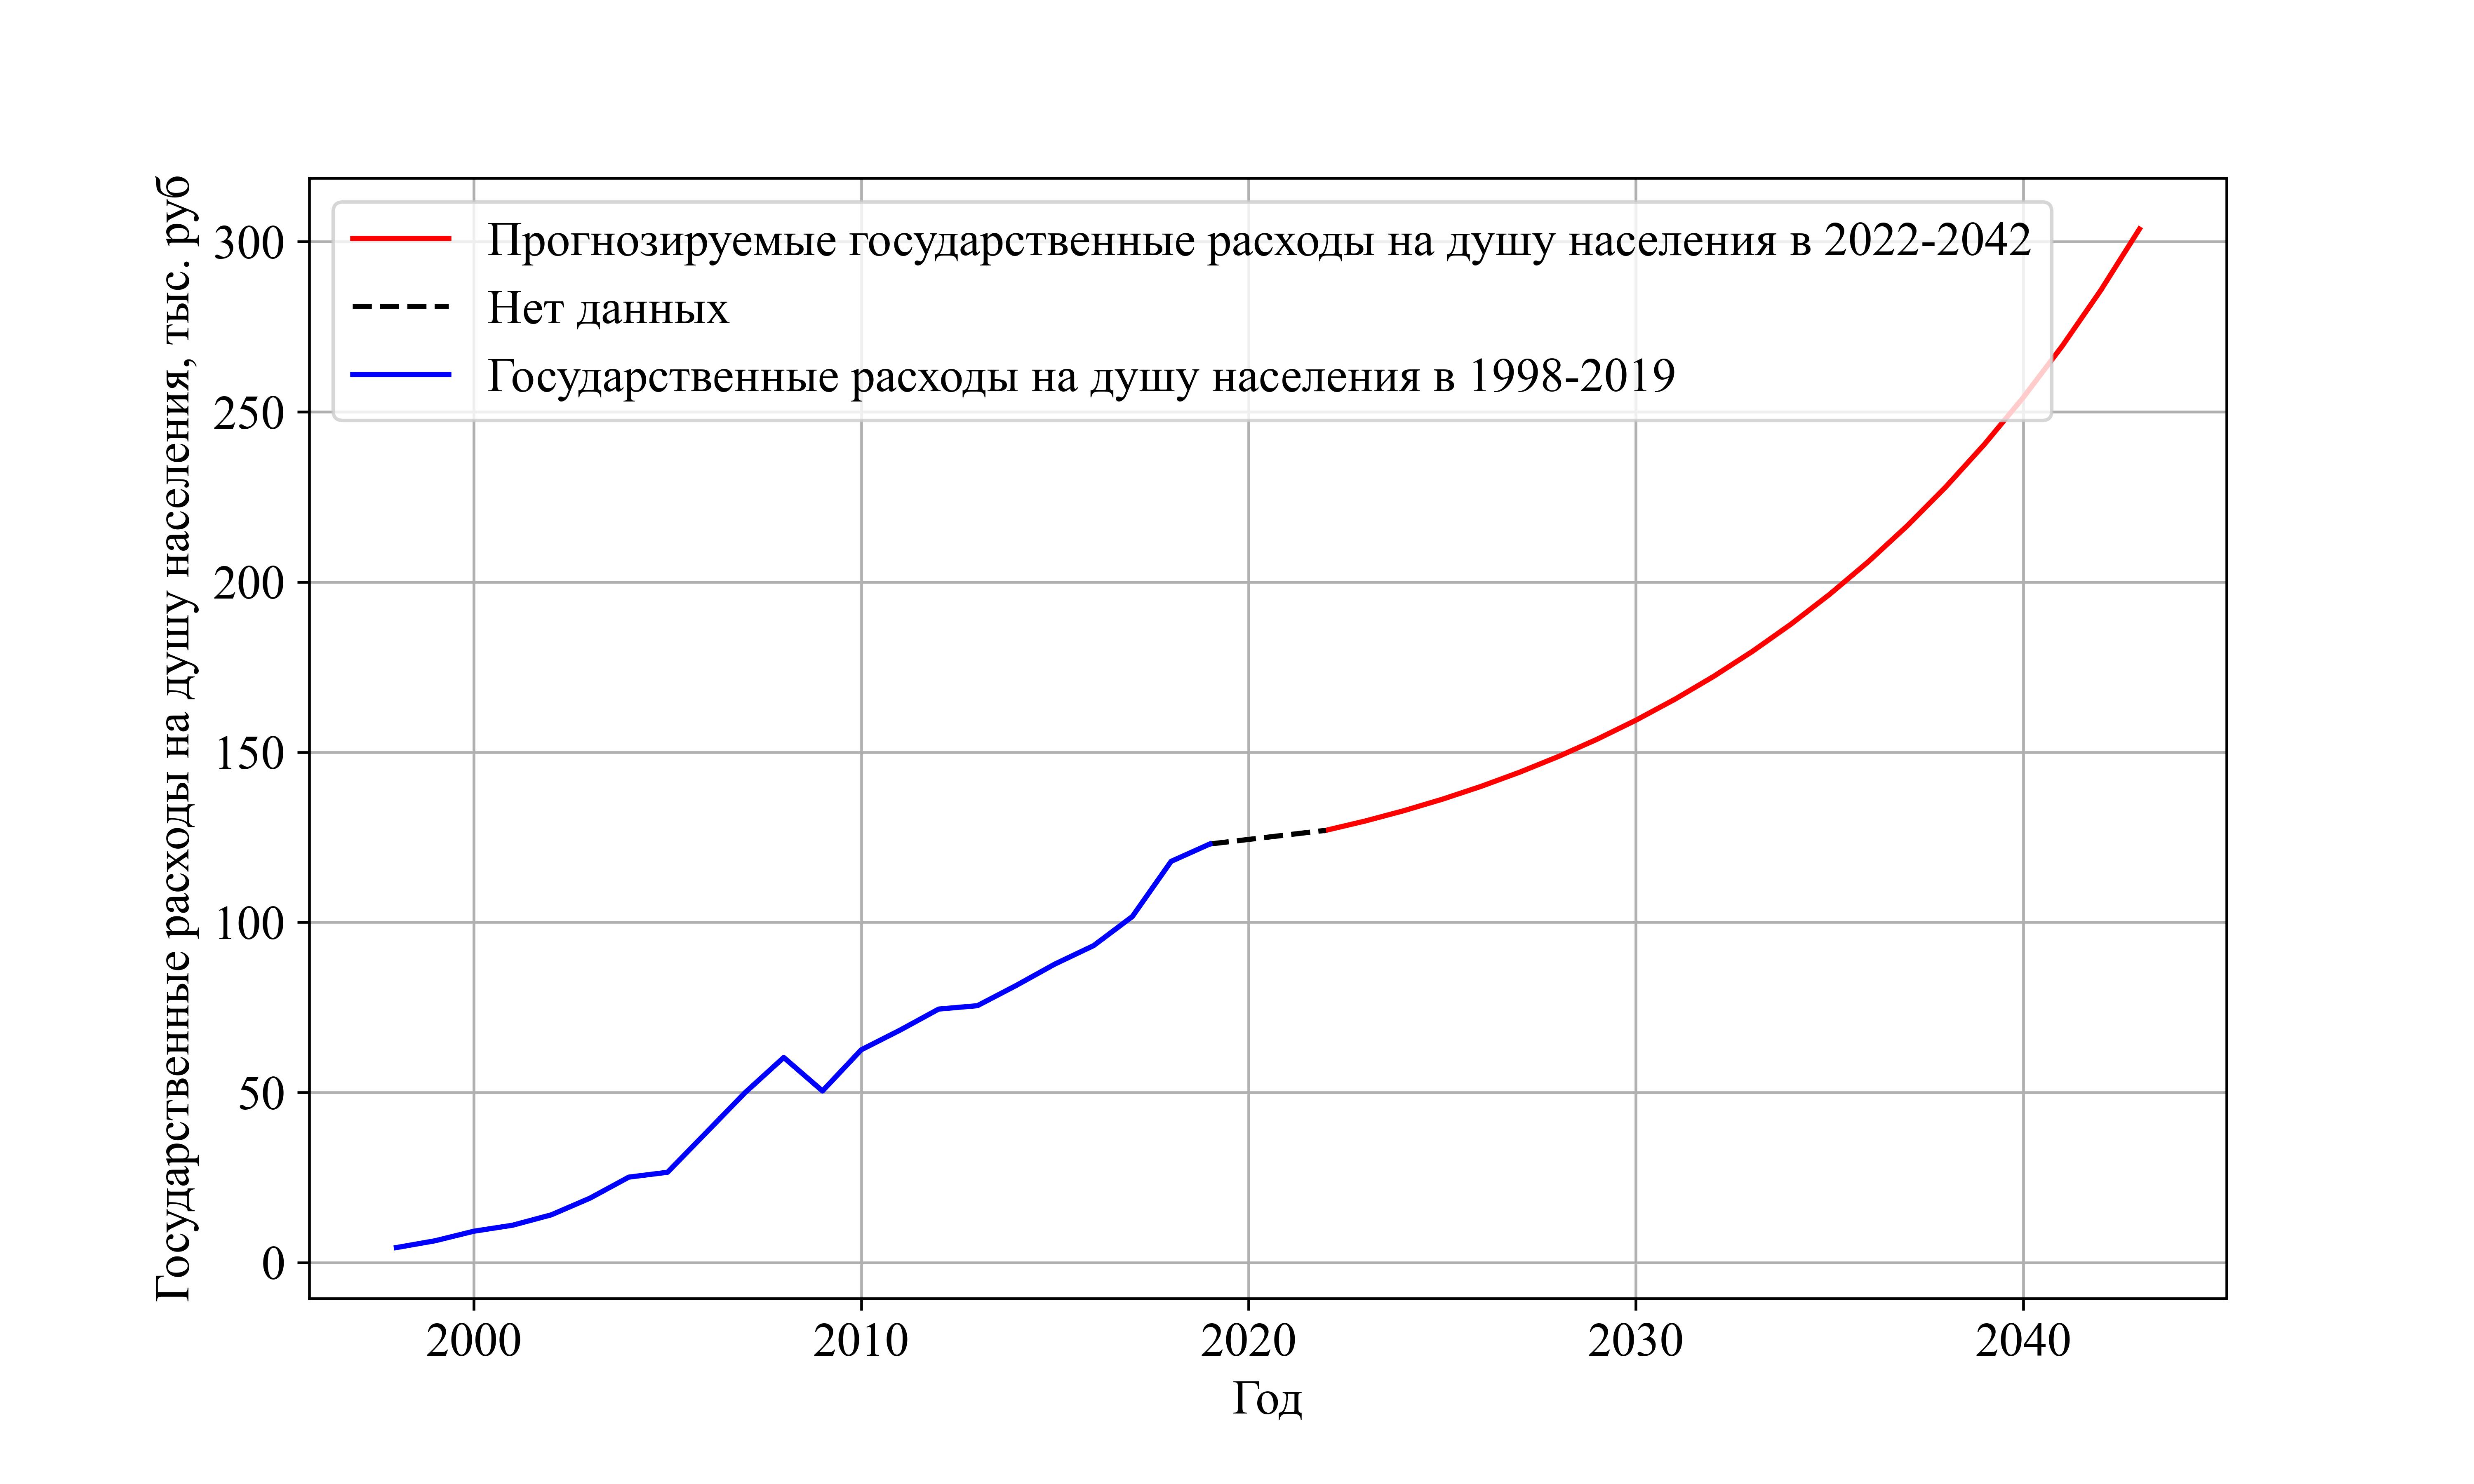 Государственные расходы на душу населения, тыс. руб
300
250
200
150
100
50
0
Прогнозируемые государственные расходы на душу населения в 2022-2042
Нет данных
Государственные расходы на душу населения в 1998-2019
2000 2010 2020 2030 2040
Год